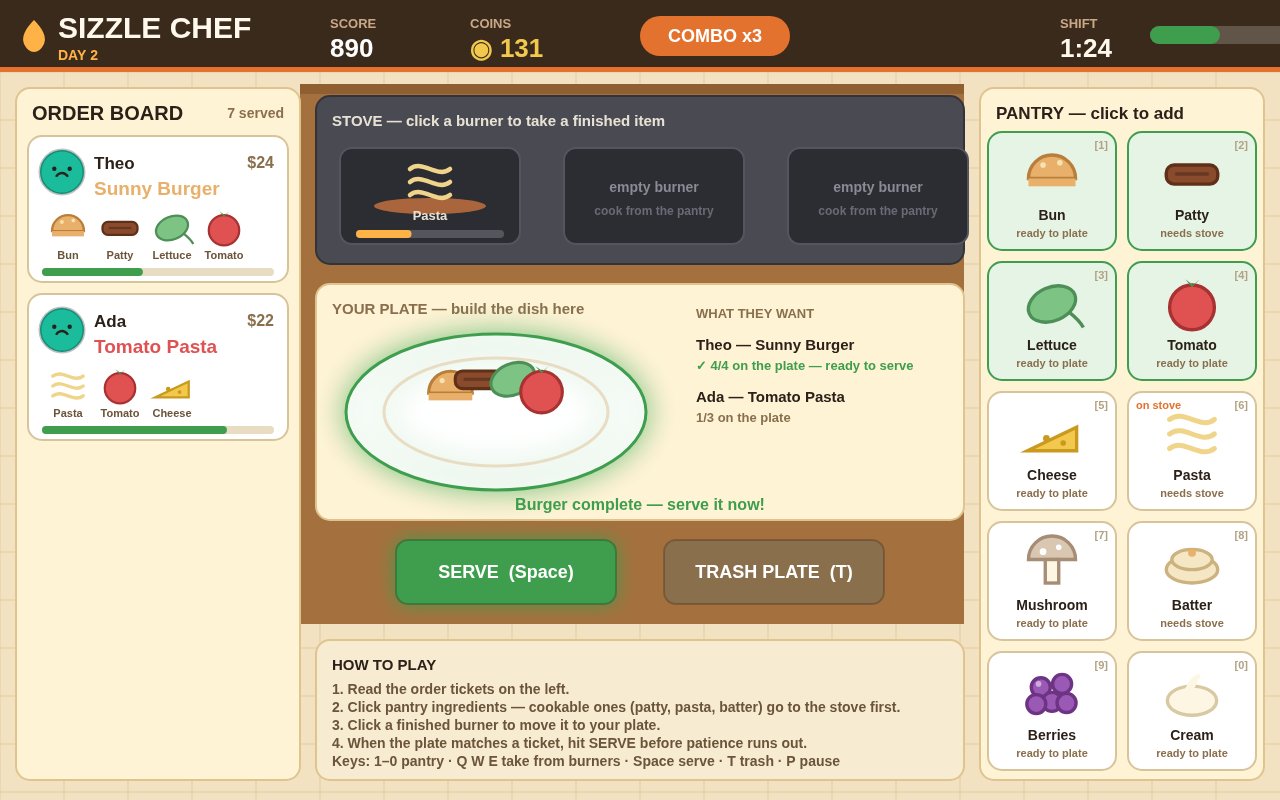 SIZZLE CHEF
DAY 2
SCORE
890
COINS
131
COMBO x3
SHIFT
1:24
ORDER BOARD
7 served
Theo
$24
Sunny Burger
Bun Patty Lettuce Tomato
Ada
$22
Tomato Pasta
Pasta Tomato Cheese
STOVE — click a burner to take a finished item
Pasta
empty burner
cook from the pantry
empty burner
cook from the pantry
YOUR PLATE — build the dish here
WHAT THEY WANT
Theo — Sunny Burger
✓ 4/4 on the plate — ready to serve
Ada — Tomato Pasta
1/3 on the plate
Burger complete — serve it now!
SERVE (Space)
TRASH PLATE (T)
HOW TO PLAY
1. Read the order tickets on the left.
2. Click pantry ingredients — cookable ones (patty, pasta, batter) go to the stove first.
3. Click a finished burner to move it to your plate.
4. When the plate matches a ticket, hit SERVE before patience runs out.
Keys: 1–0 pantry · Q W E take from burners · Space serve · T trash · P pause
PANTRY — click to add
[1]
Bun
ready to plate
[2]
Patty
needs stove
[3]
Lettuce
ready to plate
[4]
Tomato
ready to plate
[5]
Cheese
ready to plate
on stove
[6]
Pasta
needs stove
[7]
Mushroom
ready to plate
[8]
Batter
needs stove
[9]
Berries
ready to plate
[0]
Cream
ready to plate